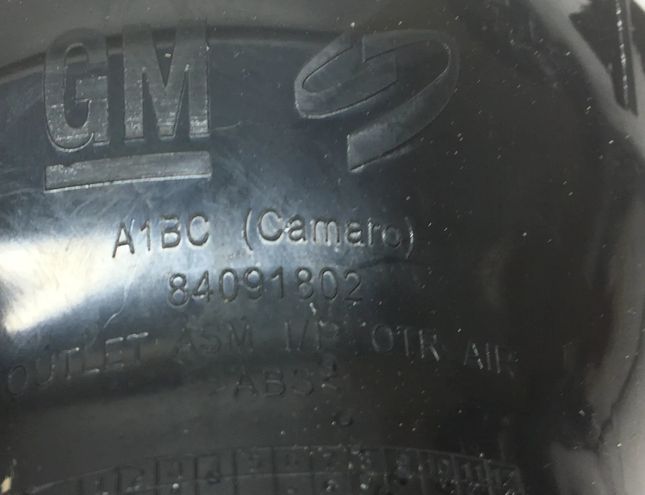 GM
A1BC (Camaro)
84091802
OUTLET ASM I/P OTR AIR